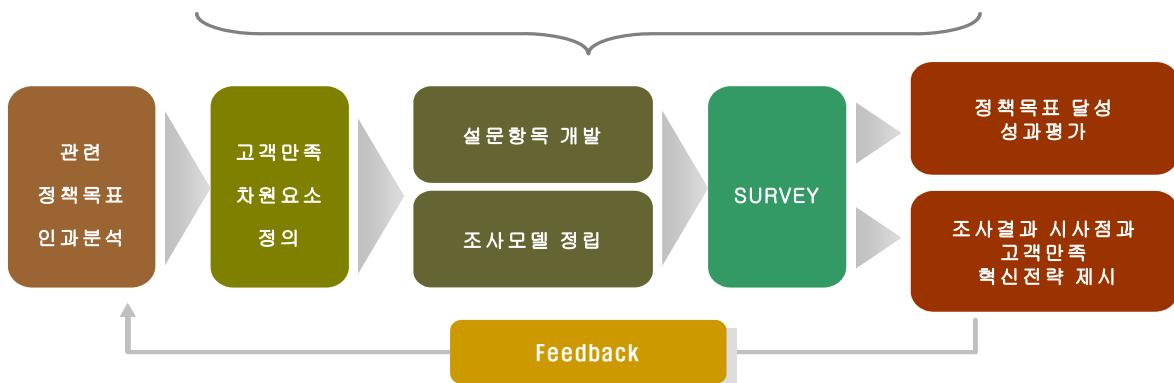 관련
정책목표
인과분석
고객만족
차원요소
정의
설문항목 개발
조사모델 정립
SURVEY
정책목표 달성
성과평가
조사결과 시사점과
고객만족
혁신전략 제시
Feedback